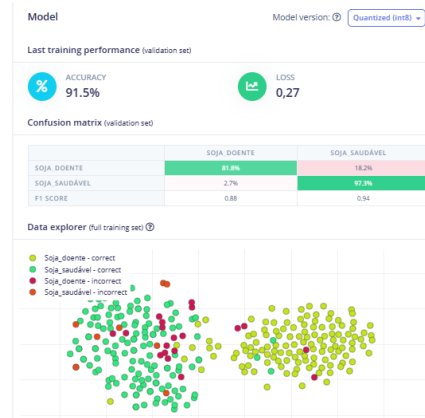 Model
Model version: Quantized (int8)
Last training performance (validation set)
%
ACCURACY
91.5%
LOSS
0,27
Confusion matrix (validation set)
SOJA_DOENTE SOJA_SAUDÁVEL
SOJA_DOENTE 81.8% 18.2%
SOJA_SAUDÁVEL 2.7% 97.3%
F1 SCORE 0.88 0.94
Data explorer (full training set)
Soja_doente - correct
Soja_saudável - correct
Soja_doente - incorrect
Soja_saudável - incorrect